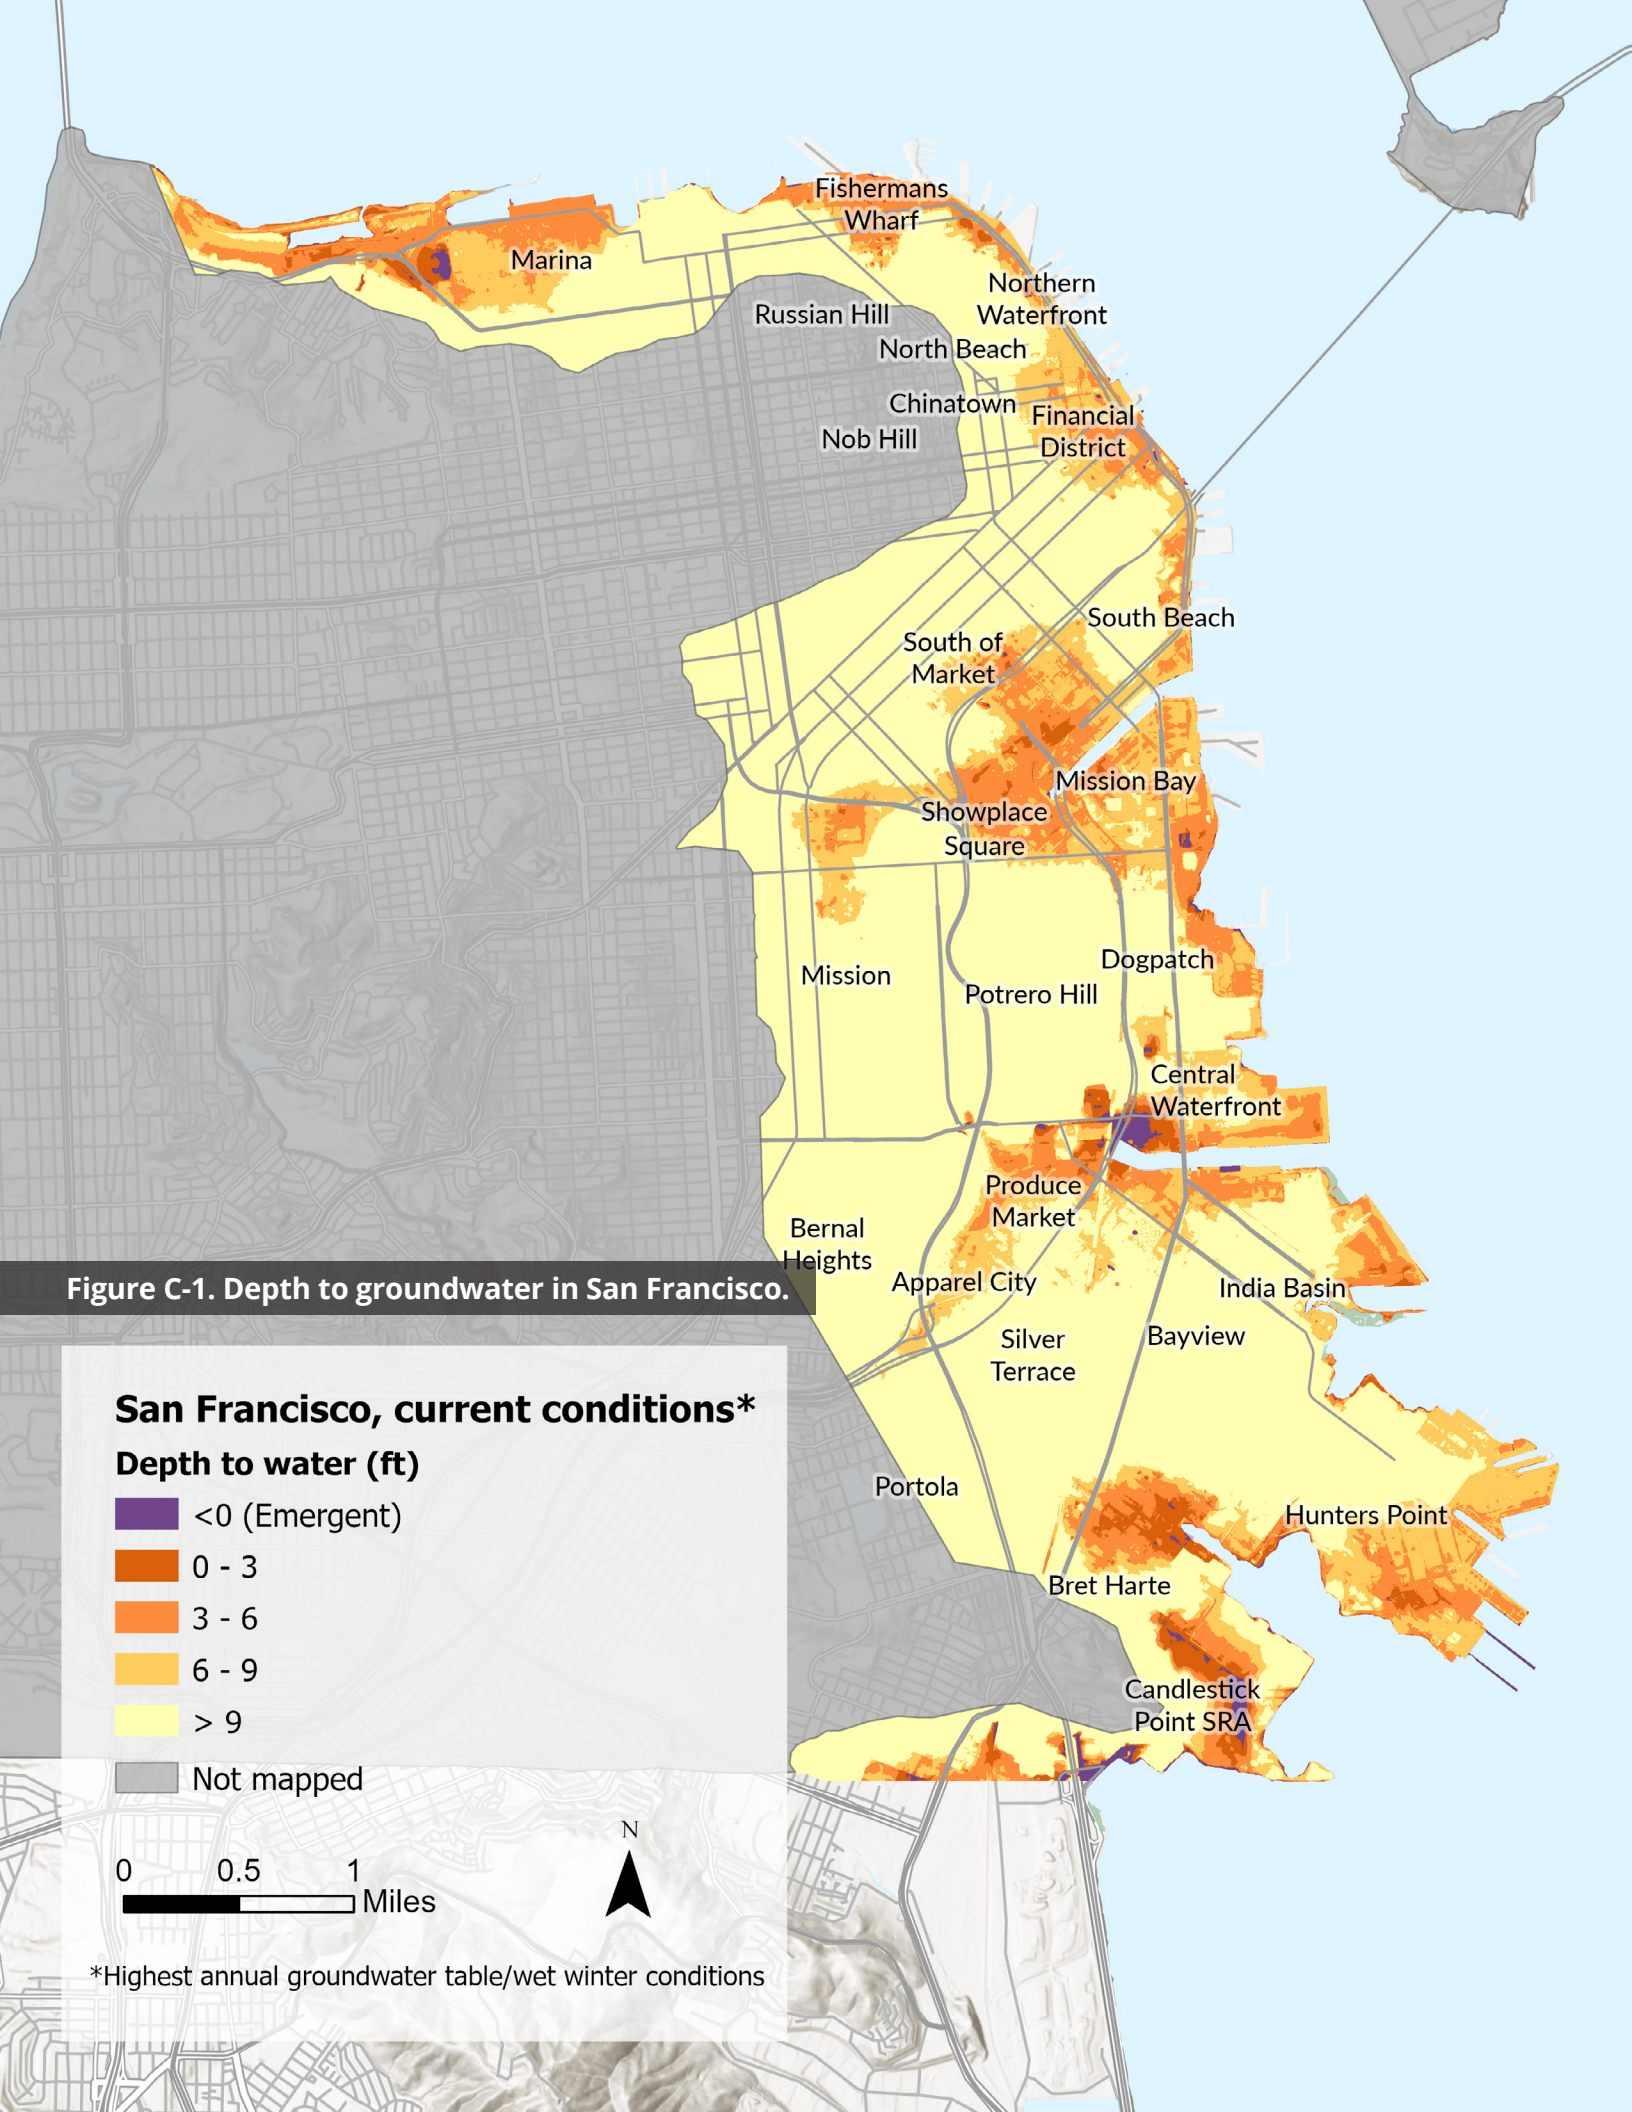 Fishermans
Wharf
Marina
Northern
Waterfront
Russian Hill
North Beach
Chinatown
Financial
District
Nob Hill
South Beach
South of
Market
Mission Bay
Showplace
Square
Dogpatch
Mission
Potrero Hill
Central
Waterfront
Produce
Market
Bernal
Heights
Apparel City
India Basin
Figure C-1. Depth to groundwater in San Francisco.
Silver
Terrace
Bayview
Portola
Hunters Point
Bret Harte
Candlestick
Point SRA
San Francisco, current conditions*
Depth to water (ft)
<0 (Emergent)
0 - 3
3 - 6
6 - 9
> 9
Not mapped
N
0 0.5 1
Miles
*Highest annual groundwater table/wet winter conditions